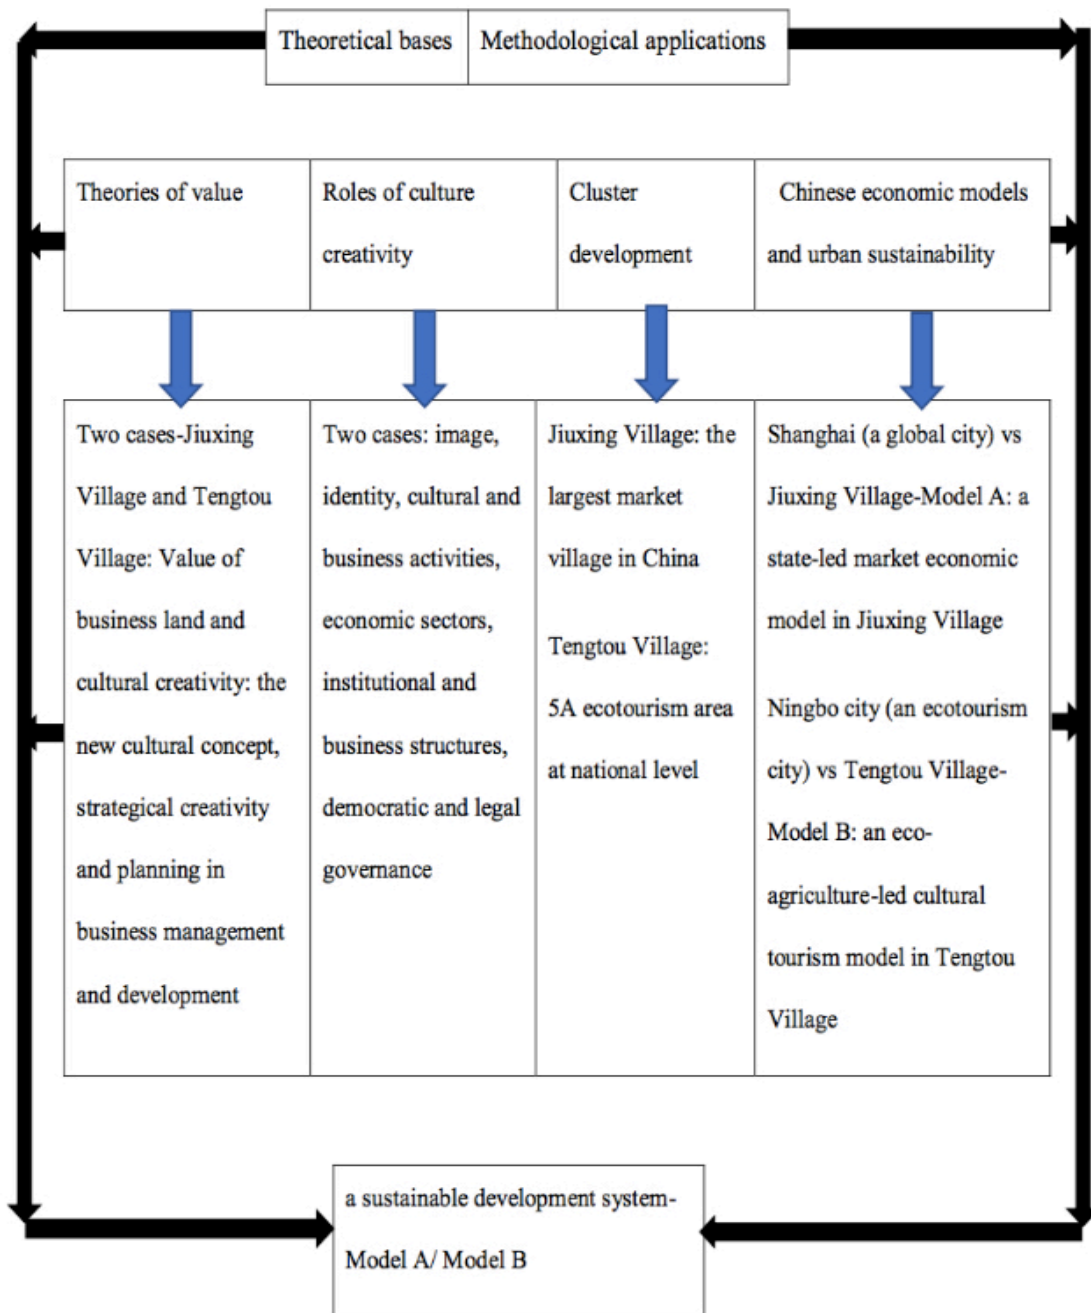 Theoretical bases
Methodological applications
Theories of value
Roles of culture
creativity
Cluster
development
Chinese economic models
and urban sustainability
Two cases-Jiuxing
Village and Tengtou
Village: Value of
business land and
cultural creativity: the
new cultural concept,
strategical creativity
and planning in
business management
and development
Two cases: image,
identity, cultural and
business activities,
economic sectors,
institutional and
business structures,
democratic and legal
governance
Jiuxing Village: the
largest market
village in China
Tengtou Village:
5A ecotourism area
at national level
Shanghai (a global city) vs
Jiuxing Village-Model A: a
state-led market economic
model in Jiuxing Village
Ningbo city (an ecotourism
city) vs Tengtou Village-
Model B: an eco-
agriculture-led cultural
tourism model in Tengtou
Village
a sustainable development system-
Model A/ Model B